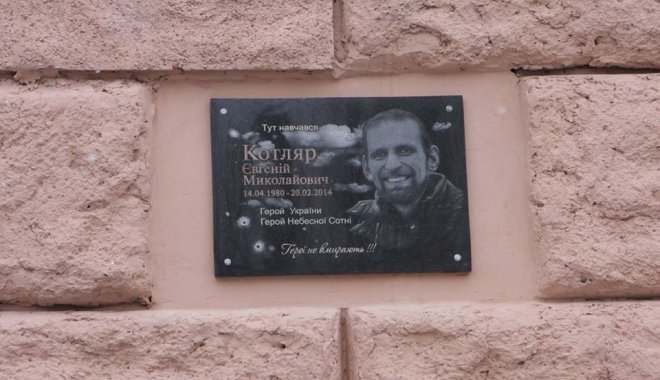 Тут навчався
Котляр
Євгеній
Миколайович
14.04.1980 - 20.02.2014
Герой України
Герой Небесної Сотні
Герої не вмирають !!!